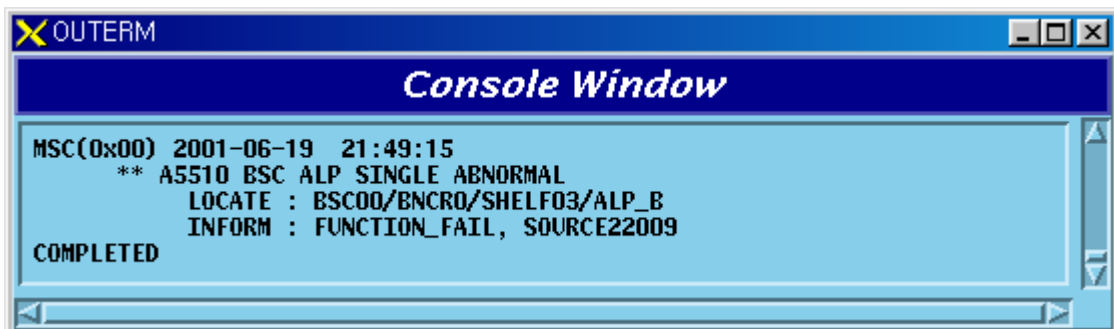 OUTERM
Console Window
MSC(0x00) 2001-06-19 21:49:15
** A5510 BSC ALP SINGLE ABNORMAL
LOCATE : BSC00/BNCR0/SHELF03/ALP_B
INFORM : FUNCTION_FAIL, SOURCE22009
COMPLETED